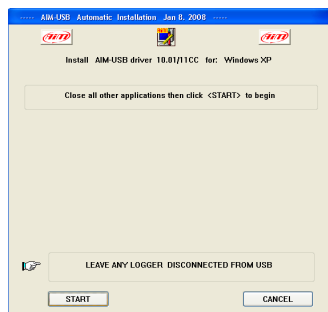 ----- AIM-USB Automatic Installation Jan 8. 2008 -----
AIM AIM
Install AIM-USB driver 10.01/11CC for: Windows XP
Close all other applications then click <START> to begin
LEAVE ANY LOGGER DISCONNECTED FROM USB
START CANCEL